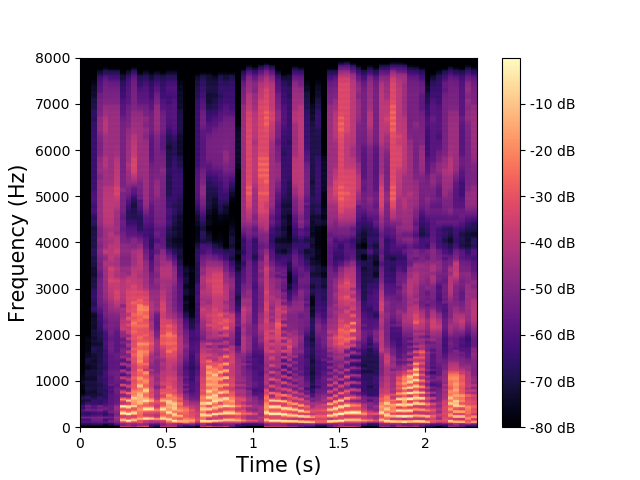 8000
7000
6000
5000
4000
3000
2000
1000
0
Frequency (Hz)
0 0.5 1 1.5 2
Time (s)
-10 dB
-20 dB
-30 dB
-40 dB
-50 dB
-60 dB
-70 dB
-80 dB